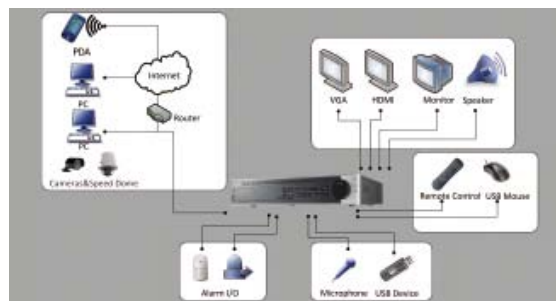 PDA
Internet
PC
Router
PC
Cameras&Speed Dome
VGA
HDMI
Monitor
Speaker
Remote Control
USB Mouse
Alarm I/O
Microphone
USB Device